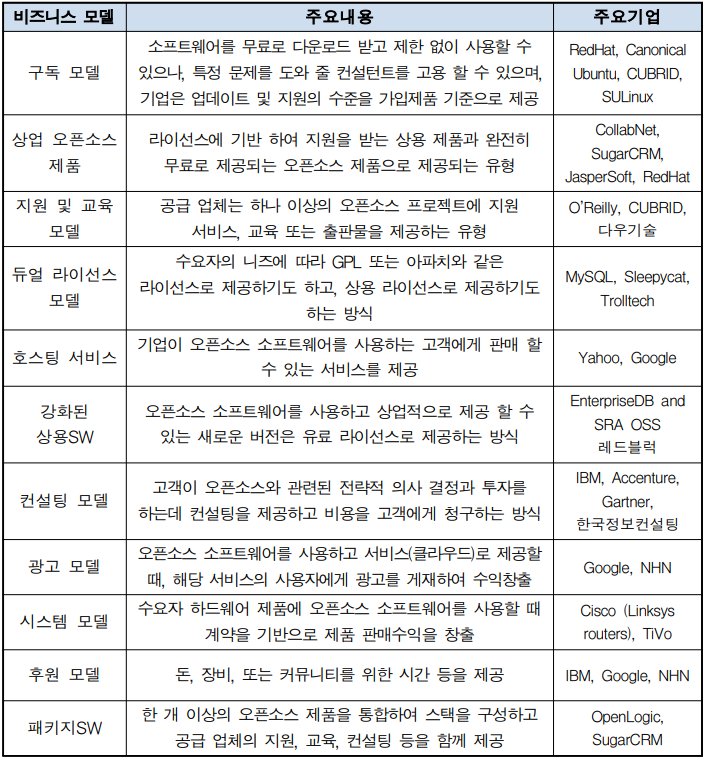 비즈니스 모델
주요내용
주요기업
구독 모델
소프트웨어를 무료로 다운로드 받고 제한 없이 사용할 수
있으나, 특정 문제를 도와 줄 컨설턴트를 고용 할 수 있으며,
기업은 업데이트 및 지원의 수준을 가입제품 기준으로 제공
RedHat, Canonical
Ubuntu, CUBRID,
SULinux
상업 오픈소스
제품
라이선스에 기반 하여 지원을 받는 상용 제품과 완전히
무료로 제공되는 오픈소스 제품으로 제공되는 유형
CollabNet,
SugarCRM,
JasperSoft, RedHat
지원 및 교육
모델
공급 업체는 하나 이상의 오픈소스 프로젝트에 지원
서비스, 교육 또는 출판물을 제공하는 유형
O'Reilly, CUBRID,
다우기술
듀얼 라이선스
모델
수요자의 니즈에 따라 GPL 또는 아파치와 같은
라이선스로 제공하기도 하고, 상용 라이선스로 제공하기도
하는 방식
MySQL, Sleepycat,
Trolltech
호스팅 서비스
기업이 오픈소스 소프트웨어를 사용하는 고객에게 판매 할
수 있는 서비스를 제공
Yahoo, Google
강화된
상용SW
오픈소스 소프트웨어를 사용하고 상업적으로 제공 할 수
있는 새로운 버전은 유료 라이선스로 제공하는 방식
EnterpriseDB and
SRA OSS
레드블럭
컨설팅 모델
고객이 오픈소스와 관련된 전략적 의사 결정과 투자를
하는데 컨설팅을 제공하고 비용을 고객에게 청구하는 방식
IBM, Accenture,
Gartner,
한국정보컨설팅
광고 모델
오픈소스 소프트웨어를 사용하고 서비스(클라우드)로 제공할
때, 해당 서비스의 사용자에게 광고를 게재하여 수익창출
Google, NHN
시스템 모델
수요자 하드웨어 제품에 오픈소스 소프트웨어를 사용할 때
계약을 기반으로 제품 판매수익을 창출
Cisco (Linksys
routers), TiVo
후원 모델
돈, 장비, 또는 커뮤니티를 위한 시간 등을 제공
IBM, Google, NHN
패키지SW
한 개 이상의 오픈소스 제품을 통합하여 스택을 구성하고
공급 업체의 지원, 교육, 컨설팅 등을 함께 제공
OpenLogic,
SugarCRM